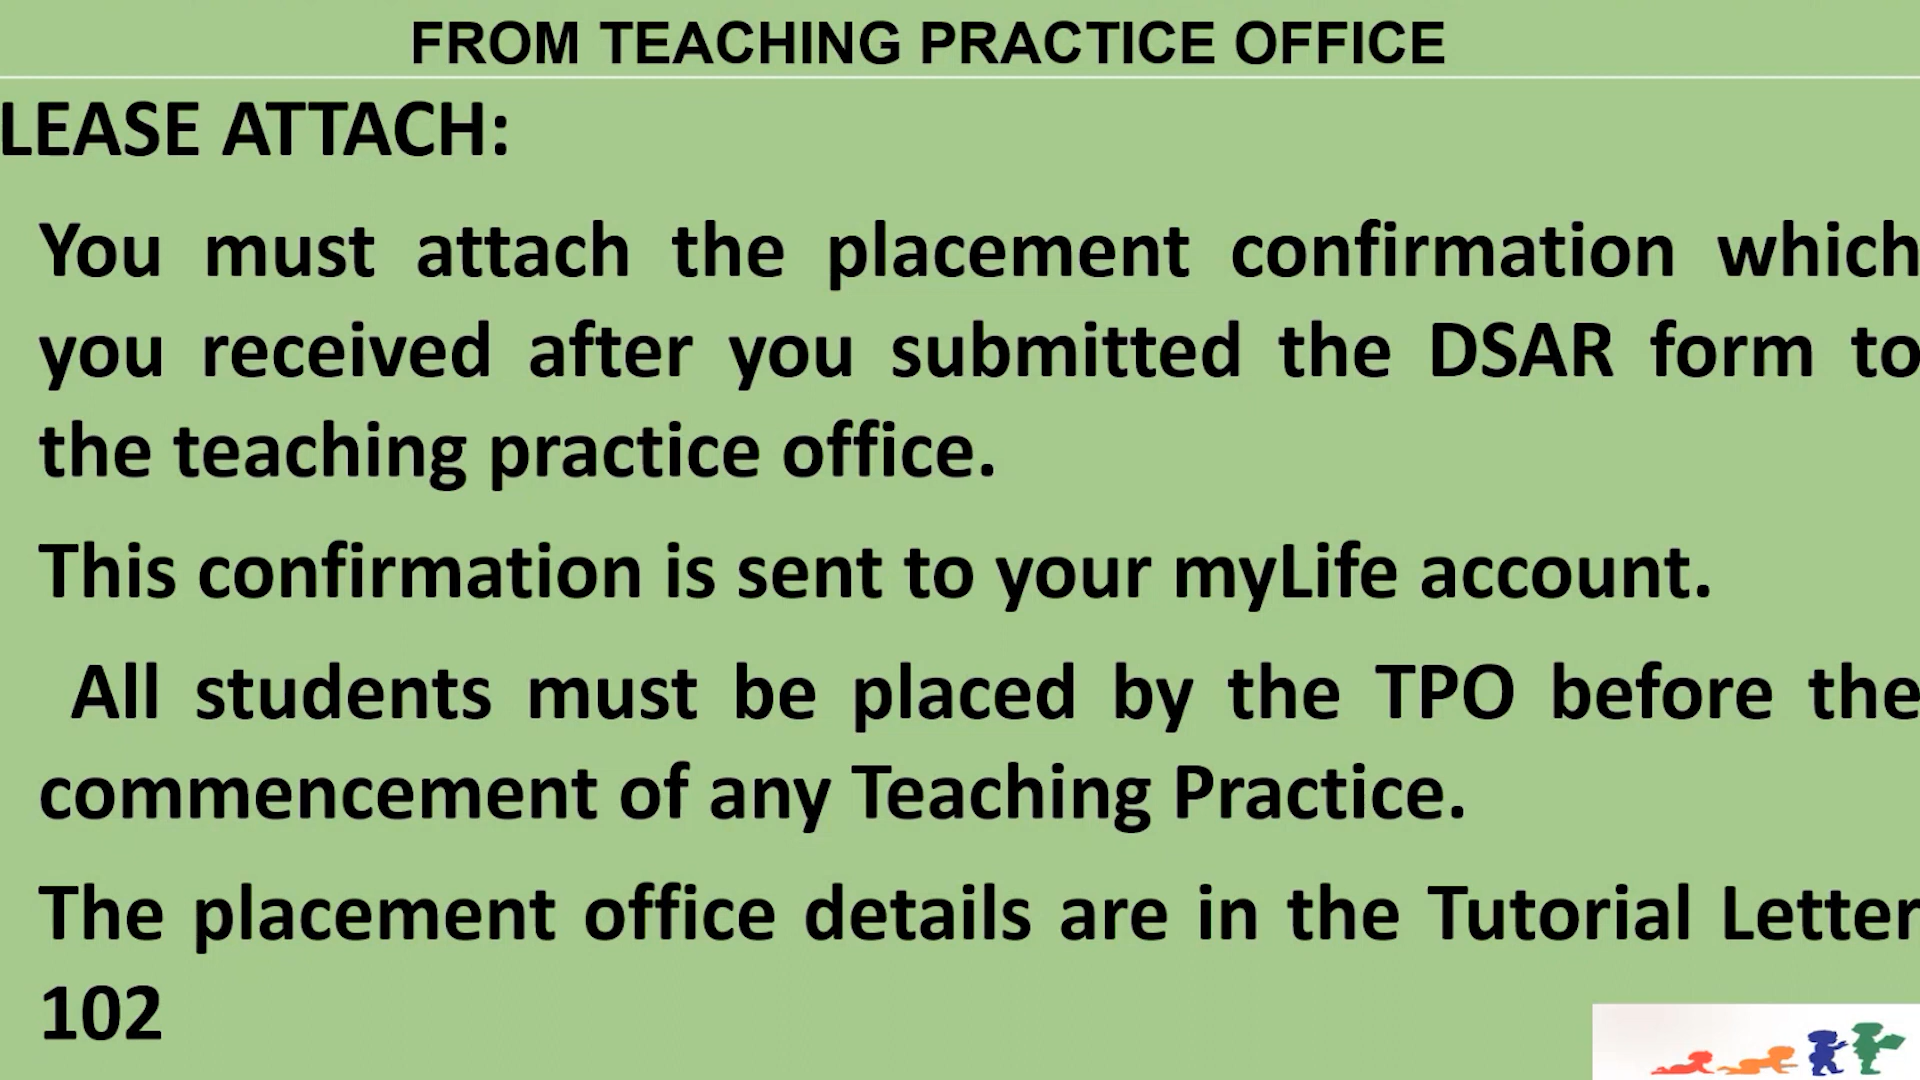 FROM TEACHING PRACTICE OFFICE
LEASE ATTACH:
You must attach the placement confirmation which
you received after you submitted the DSAR form to
the teaching practice office.
This confirmation is sent to your myLife account.
All students must be placed by the TPO before the
commencement of any Teaching Practice.
The placement office details are in the Tutorial Letter
102